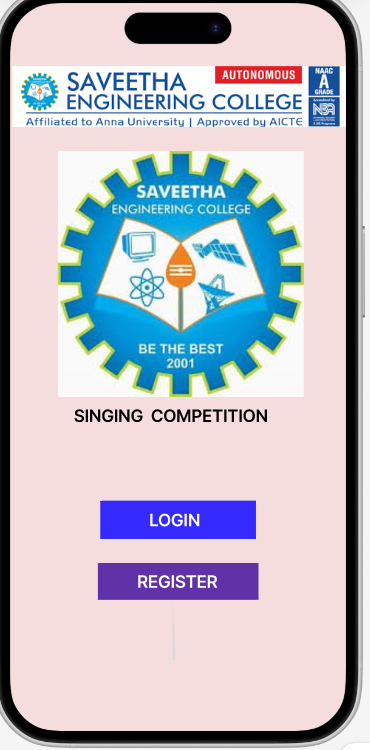 AUTONOMOUS
NAAC
A
GRADE
SAVEETHA
ENGINEERING COLLEGE
Accredited by
NBA
Affiliated to Anna University | Approved by AICTE
SAVEETHA
ENGINEERING COLLEGE
BE THE BEST
2001
SINGING COMPETITION
LOGIN
REGISTER